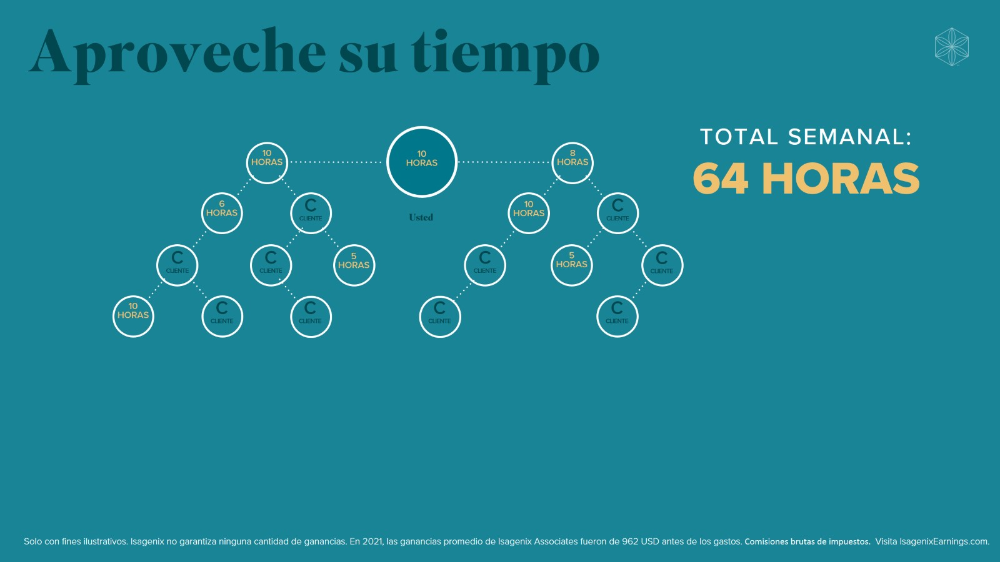 Aproveche su tiempo
TOTAL SEMANAL:
64 HORAS
10
HORAS
10
HORAS
8
HORAS
6
HORAS
C
CLIENTE
10
HORAS
C
CLIENTE
Usted
C
CLIENTE
C
CLIENTE
5
HORAS
C
CLIENTE
5
HORAS
C
CLIENTE
10
HORAS
C
CLIENTE
C
CLIENTE
C
CLIENTE
C
CLIENTE
Solo con fines ilustrativos. Isagenix no garantiza ninguna cantidad de ganancias. En 2021, las ganancias promedio de Isagenix Associates fueron de 962 USD antes de los gastos. Comisiones brutas de impuestos. Visita IsagenixEarnings.com.